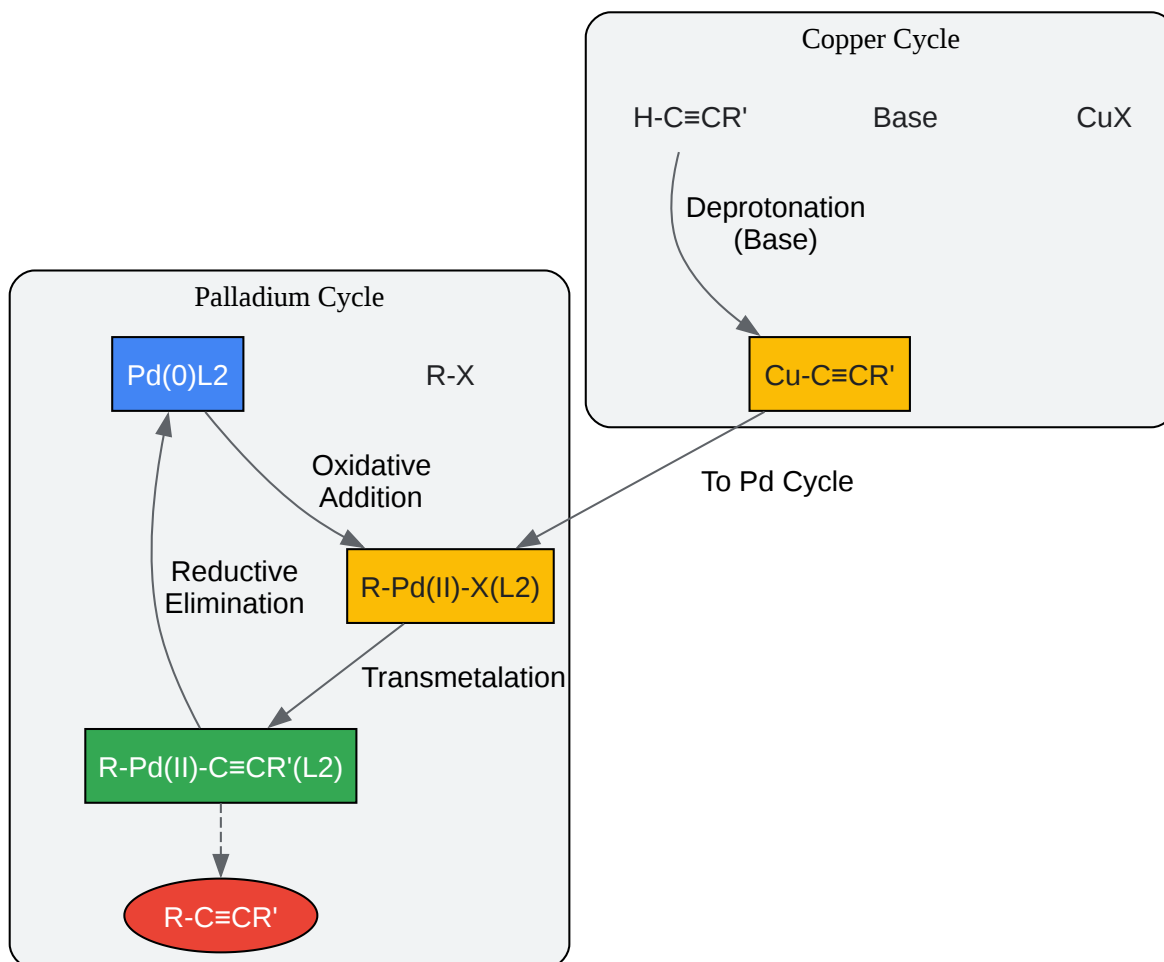 Copper Cycle
H-C≡CR'
Base
CuX
Deprotonation
(Base)
Cu-C≡CR'
To Pd Cycle
Palladium Cycle
Pd(0)L2
R-X
Oxidative
Addition
Reductive
Elimination
R-Pd(II)-X(L2)
Transmetalation
R-Pd(II)-C≡CR'(L2)
R-C≡CR'